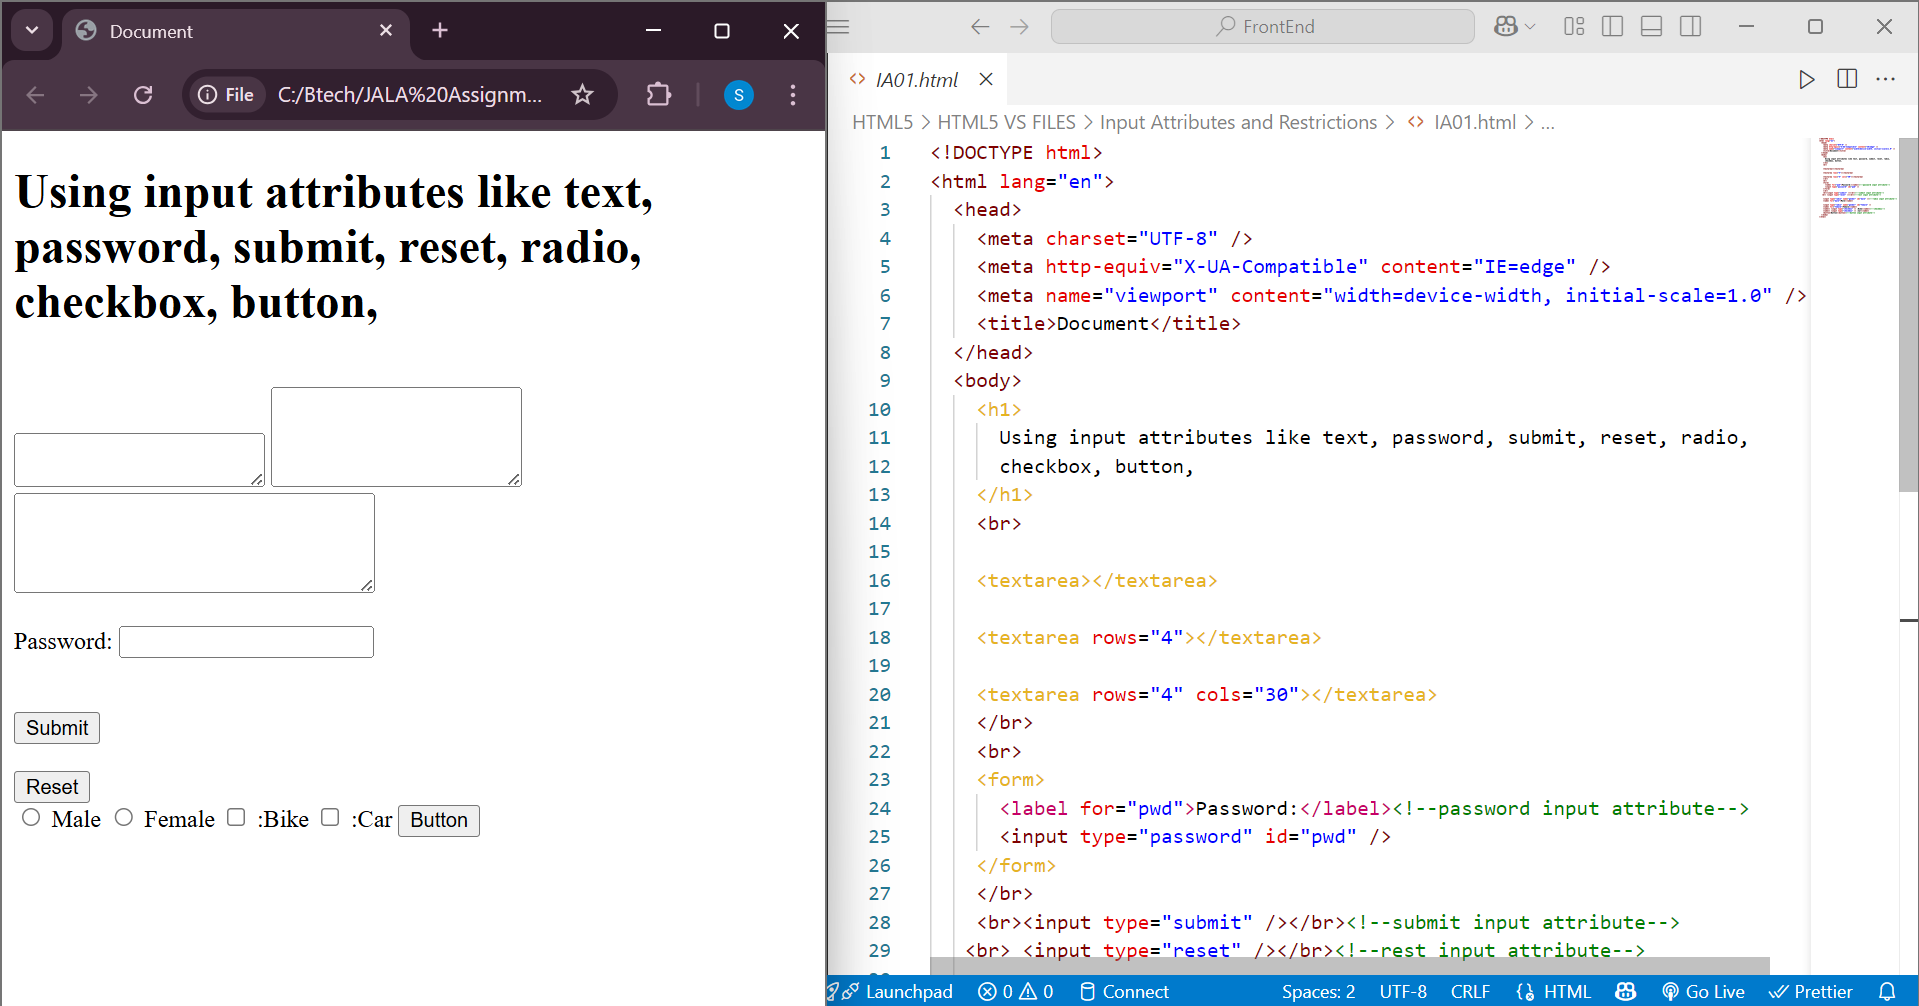 Document
File C:/Btech/JALA%20Assignm...
S
Using input attributes like text,
password, submit, reset, radio,
checkbox, button,
Password:
Submit
Reset
Male Female :Bike :Car Button
FrontEnd
<> IA01.html
HTML5 > HTML5 VS FILES > Input Attributes and Restrictions > <> IA01.html > ...
1 <!DOCTYPE html>
2 <html lang="en">
3 <head>
4 <meta charset="UTF-8" />
5 <meta http-equiv="X-UA-Compatible" content="IE=edge" />
6 <meta name="viewport" content="width=device-width, initial-scale=1.0" />
7 <title>Document</title>
8 </head>
9 <body>
10 <h1>
11 Using input attributes like text, password, submit, reset, radio,
12 checkbox, button,
13 </h1>
14 <br>
15
16 <textarea></textarea>
17
18 <textarea rows="4"></textarea>
19
20 <textarea rows="4" cols="30"></textarea>
21 </br>
22 <br>
23 <form>
24 <label for="pwd">Password:</label><!--password input attribute-->
25 <input type="password" id="pwd" />
26 </form>
27 </br>
28 <br><input type="submit" /></br><!--submit input attribute-->
29 <br> <input type="reset" /></br><!--rest input attribute-->
Launchpad 0 0 Connect Spaces: 2 UTF-8 CRLF {} HTML Go Live Prettier